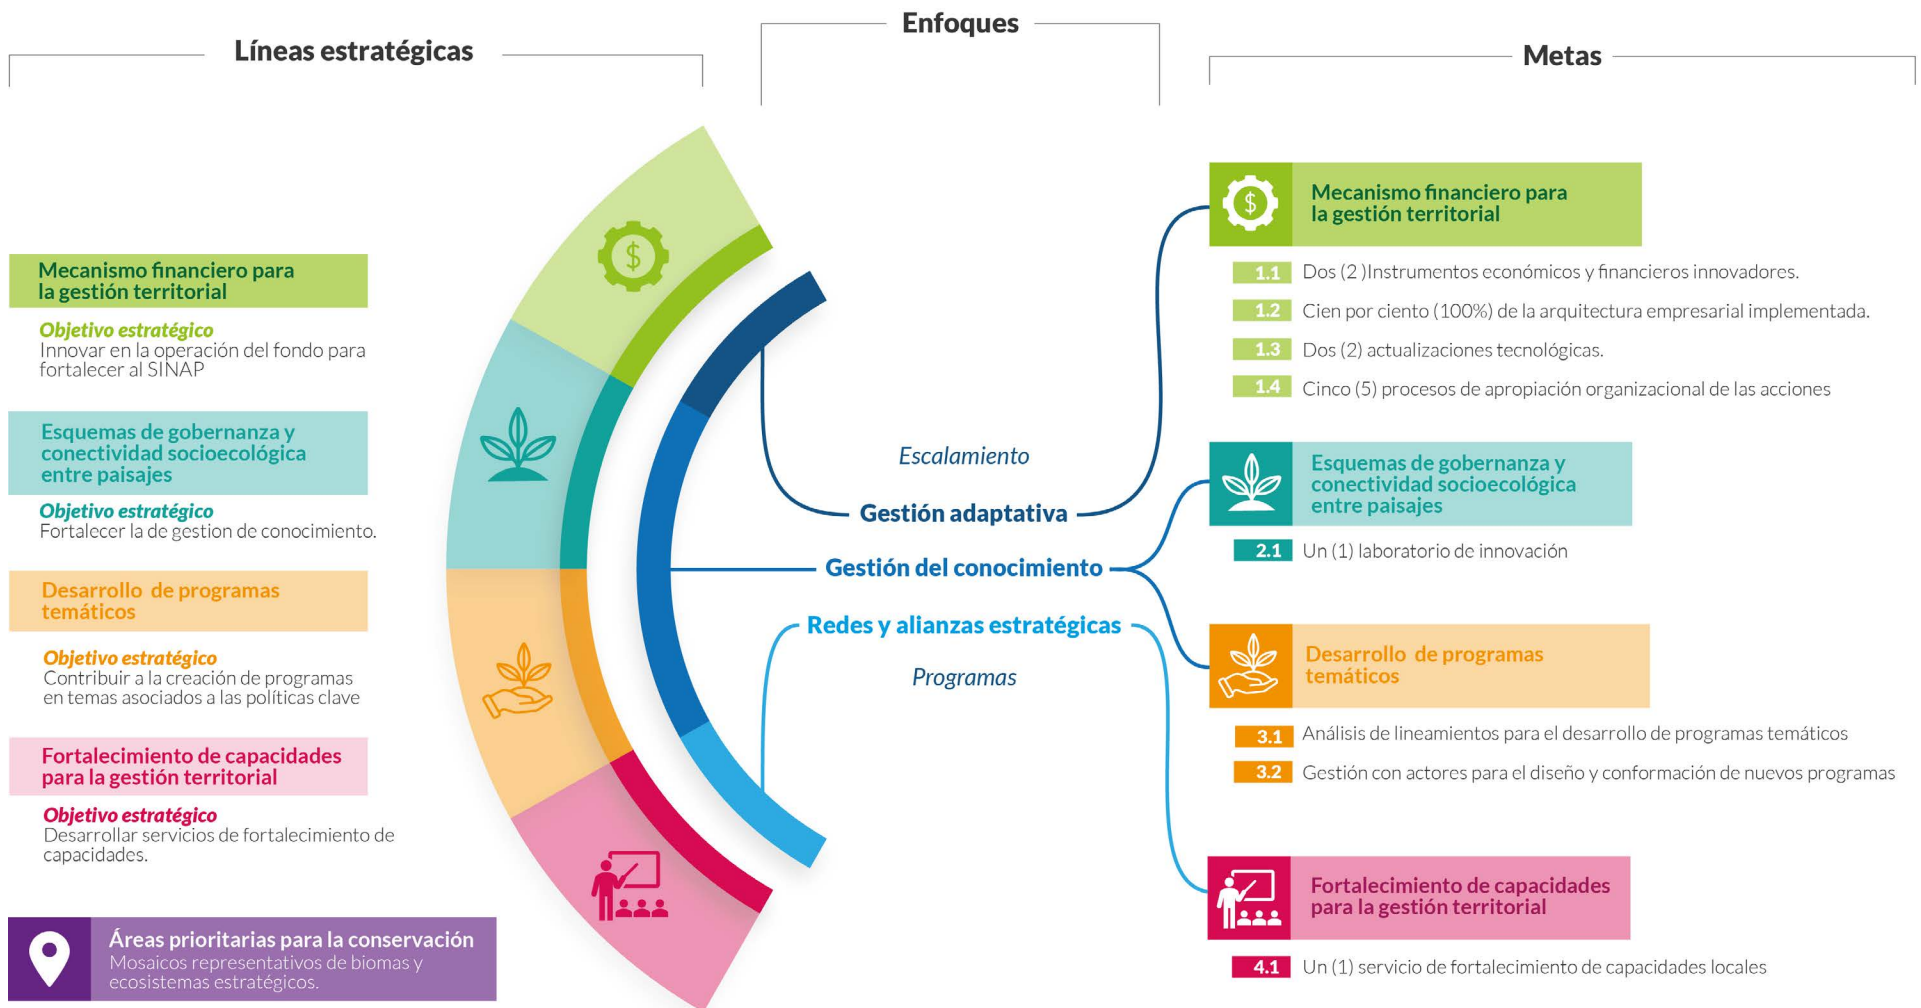 Líneas estratégicas
Enfoques
Metas
Mecanismo financiero para
la gestión territorial
Objetivo estratégico
Innovar en la operación del fondo para
fortalecer al SINAP
Esquemas de gobernanza y
conectividad socioecológica
entre paisajes
Objetivo estratégico
Fortalecer la de gestion de conocimiento.
Desarrollo de programas
temáticos
Objetivo estratégico
Contribuir a la creación de programas
en temas asociados a las políticas clave
Fortalecimiento de capacidades
para la gestión territorial
Objetivo estratégico
Desarrollar servicios de fortalecimiento de
capacidades.
Áreas prioritarias para la conservación
Mosaicos representativos de biomas y
ecosistemas estratégicos.
$
Escalamiento
Gestión adaptativa
Gestión del conocimiento
Redes y alianzas estratégicas
Programas
$
Mecanismo financiero para
la gestión territorial
1.1 Dos (2 )Instrumentos económicos y financieros innovadores.
1.2 Cien por ciento (100%) de la arquitectura empresarial implementada.
1.3 Dos (2) actualizaciones tecnológicas.
1.4 Cinco (5) procesos de apropiación organizacional de las acciones
Esquemas de gobernanza y
conectividad socioecológica
entre paisajes
2.1 Un (1) laboratorio de innovación
Desarrollo de programas
temáticos
3.1 Análisis de lineamientos para el desarrollo de programas temáticos
3.2 Gestión con actores para el diseño y conformación de nuevos programas
Fortalecimiento de capacidades
para la gestión territorial
4.1 Un (1) servicio de fortalecimiento de capacidades locales